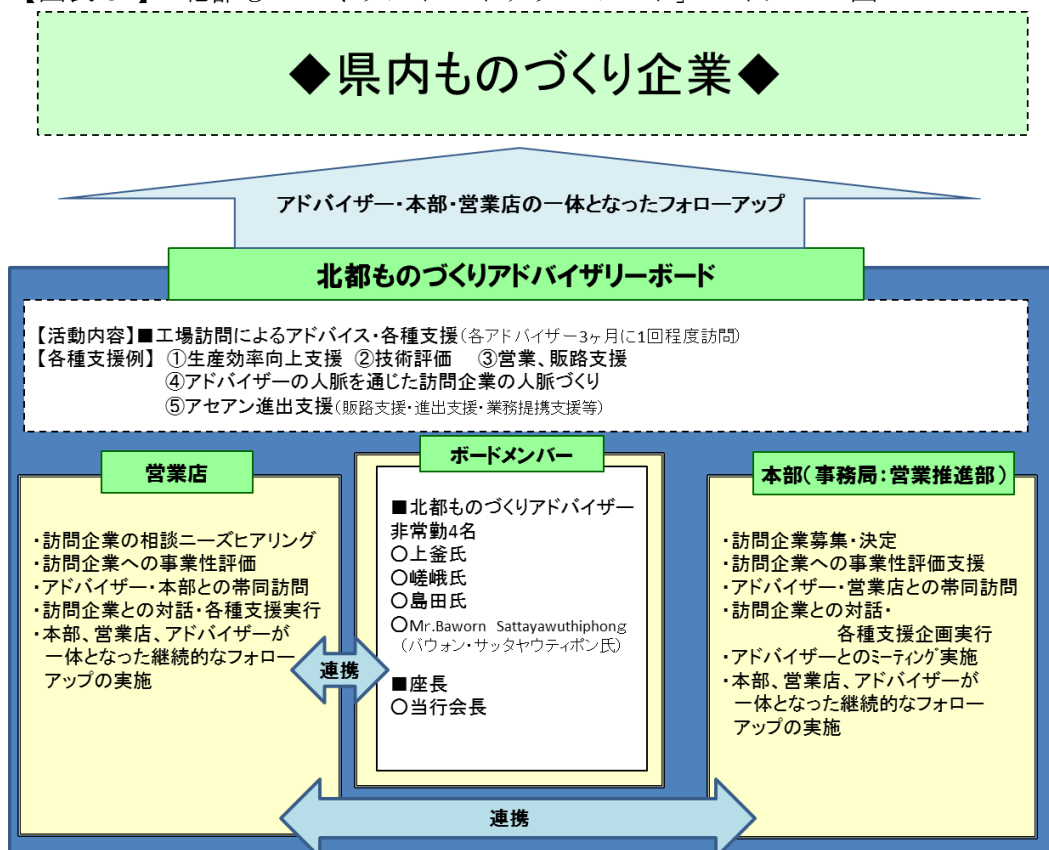 ◆県内ものづくり企業◆
アドバイザー・本部・営業店の一体となったフォローアップ
北都ものづくりアドバイザリーボード
【活動内容】■工場訪問によるアドバイス・各種支援(各アドバイザー3ヶ月に1回程度訪問)
【各種支援例】 ①生産効率向上支援 ②技術評価 ③営業、販路支援
④アドバイザーの人脈を通じた訪問企業の人脈づくり
⑤アセアン進出支援(販路支援・進出支援・業務提携支援等)
営業店
・訪問企業の相談ニーズヒアリング
・訪問企業への事業性評価
・アドバイザー・本部との帯同訪問
・訪問企業との対話・各種支援実行
・本部、営業店、アドバイザーが
一体となった継続的なフォロー
アップの実施
連携
ボードメンバー
■北都ものづくりアドバイザー
非常勤4名
○上釜氏
○嵯峨氏
○島田氏
○Mr.Baworn Sattayawuthiphong
(バウォン・サッタヤウティポン氏)
■座長
○当行会長
本部(事務局:営業推進部)
・訪問企業募集・決定
・訪問企業への事業性評価支援
・アドバイザー・営業店との帯同訪問
・訪問企業との対話・
各種支援企画実行
・アドバイザーとのミーティング実施
・本部、営業店、アドバイザーが
一体となった継続的なフォロー
アップの実施
連携